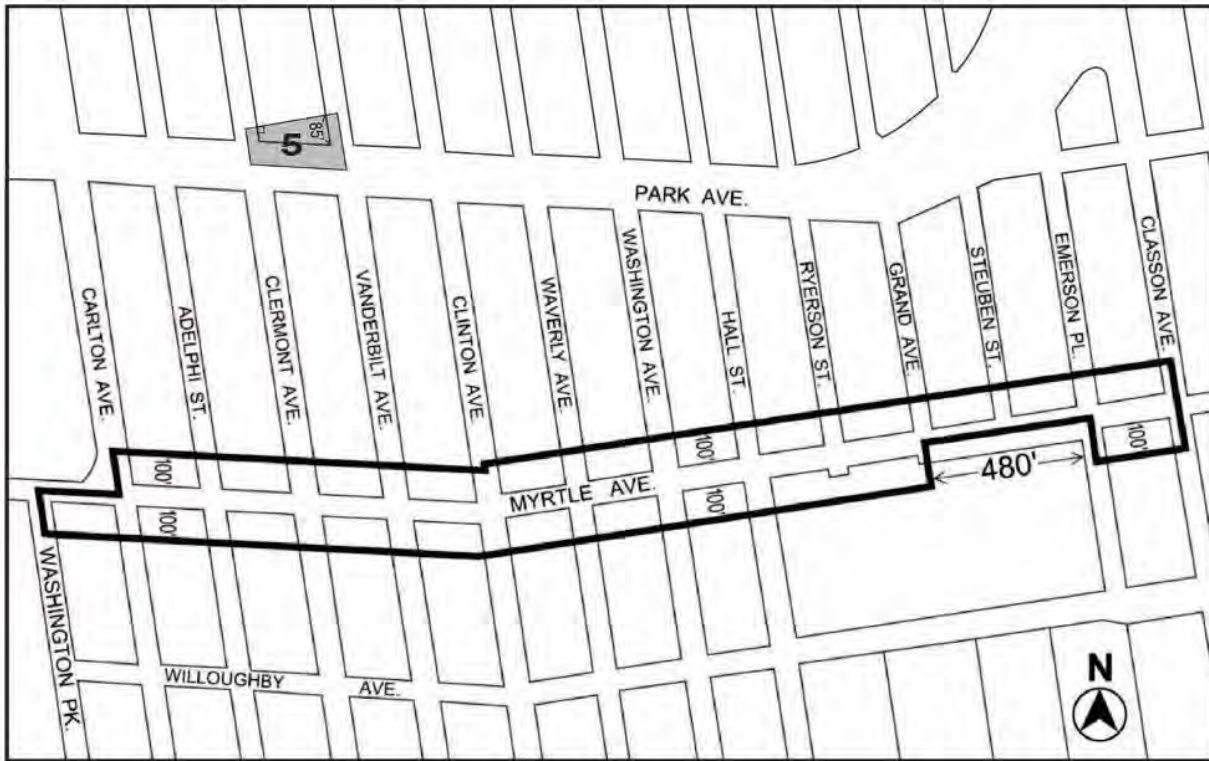 85'
5
PARK AVE.
CARLTON AVE.
ADELPHI ST.
CLERMONT AVE.
VANDERBILT AVE.
CLINTON AVE.
WAVERLY AVE.
WASHINGTON AVE.
HALL ST.
RYERSON ST.
GRAND AVE.
STEUBEN ST.
EMERSON PL.
CLASSON AVE.
100'
100'
100'
480'
MYRTLE AVE.
100'
100'
WASHINGTON PK.
WILLOUGHBY AVE.
N